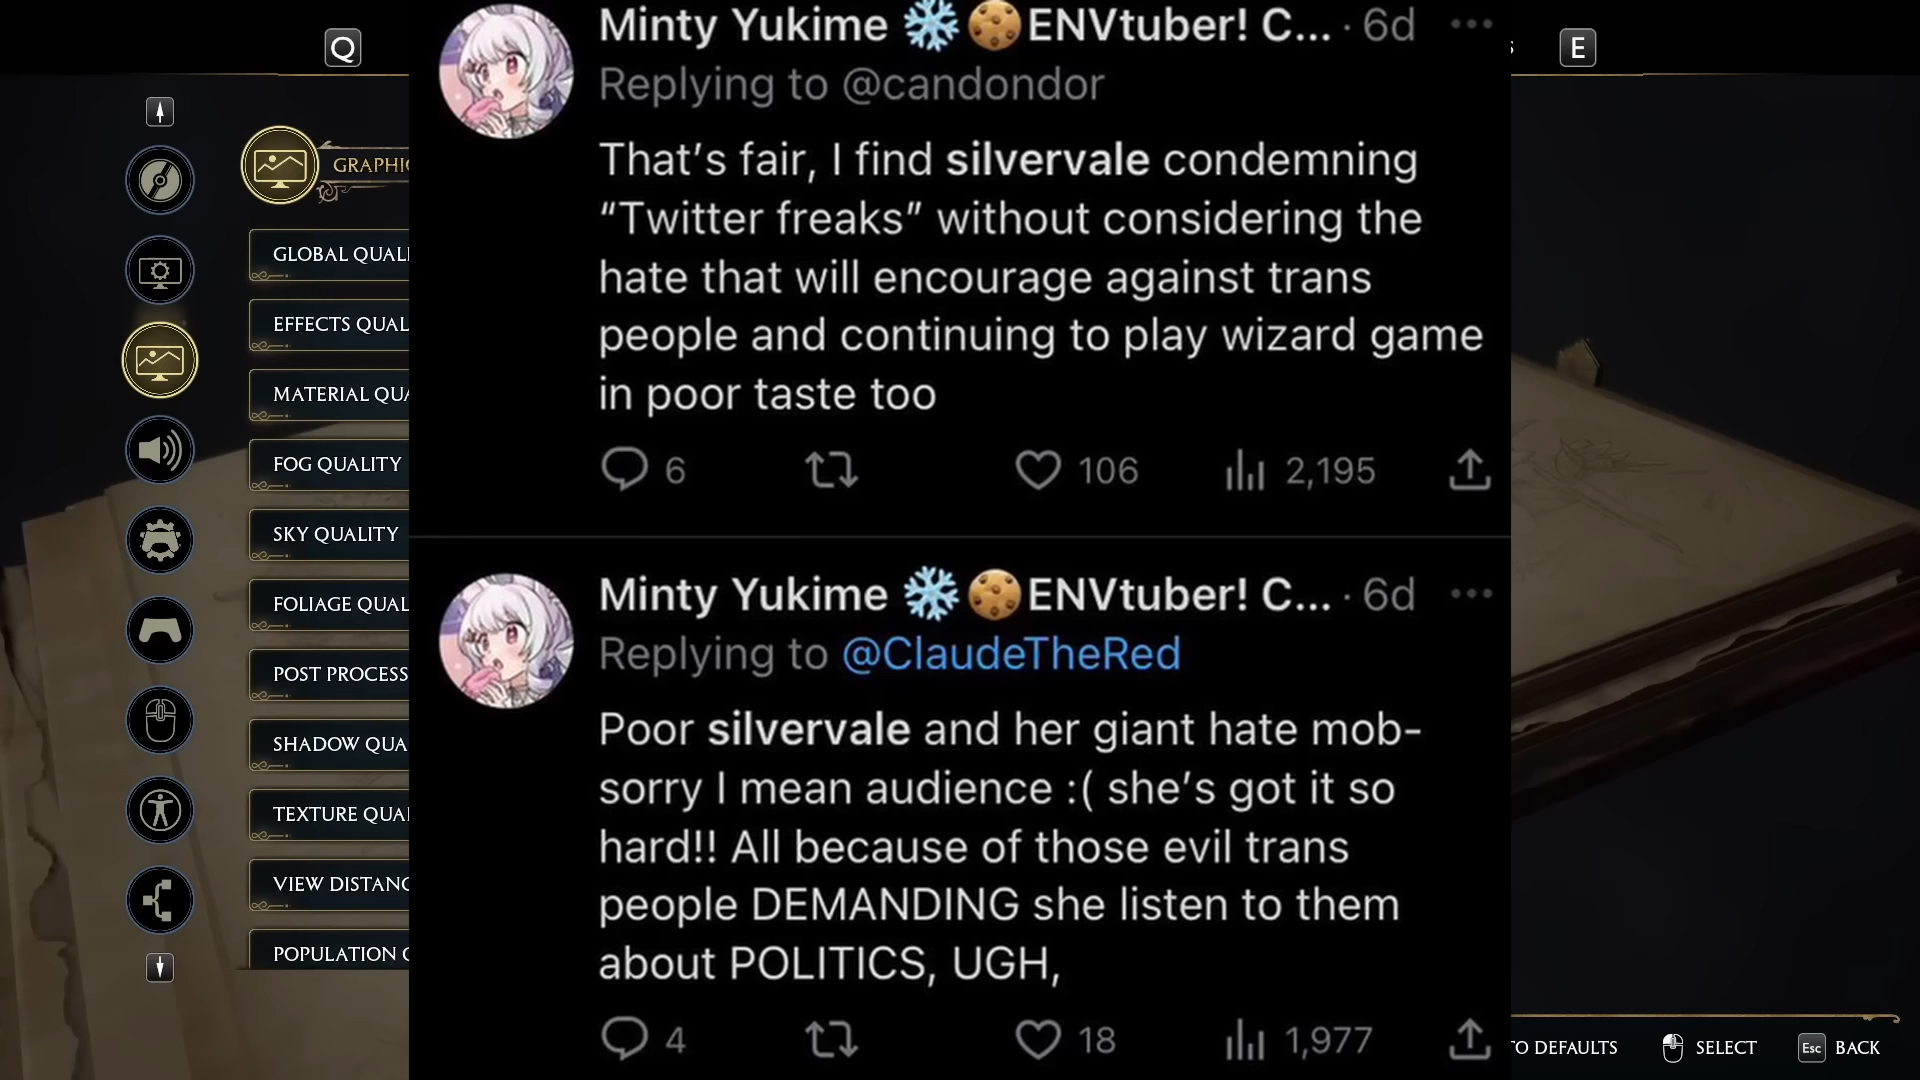 Q
E
GRAPHIC
GLOBAL QUALI
EFFECTS QUAL
MATERIAL QUA
FOG QUALITY
SKY QUALITY
FOLIAGE QUAL
POST PROCESS
SHADOW QUA
TEXTURE QUAL
VIEW DISTANC
POPULATION Q
Minty Yukime ❄️🍪ENVtuber! C... · 6d
Replying to @candondor
That’s fair, I find silvervale condemning
“Twitter freaks” without considering the
hate that will encourage against trans
people and continuing to play wizard game
in poor taste too
6 106 2,195
Minty Yukime ❄️🍪ENVtuber! C... · 6d
Replying to @ClaudeTheRed
Poor silvervale and her giant hate mob-
sorry I mean audience :( she’s got it so
hard!! All because of those evil trans
people DEMANDING she listen to them
about POLITICS, UGH,
4 18 1,977
TO DEFAULTS SELECT Esc BACK